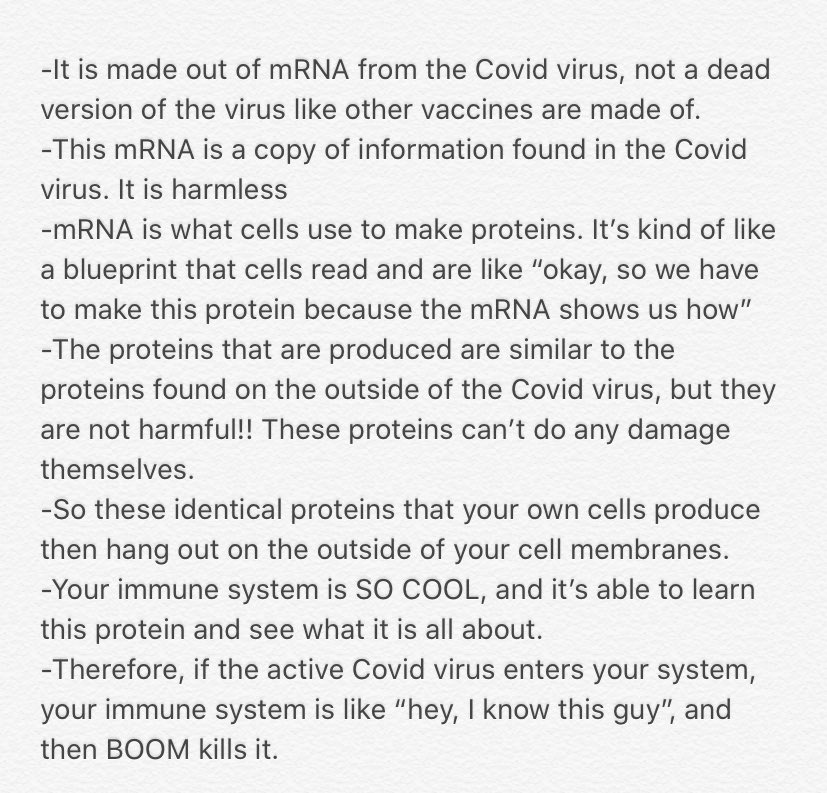 -It is made out of mRNA from the Covid virus, not a dead
version of the virus like other vaccines are made of.
-This mRNA is a copy of information found in the Covid
virus. It is harmless
-mRNA is what cells use to make proteins. It’s kind of like
a blueprint that cells read and are like “okay, so we have
to make this protein because the mRNA shows us how”
-The proteins that are produced are similar to the
proteins found on the outside of the Covid virus, but they
are not harmful!! These proteins can’t do any damage
themselves.
-So these identical proteins that your own cells produce
then hang out on the outside of your cell membranes.
-Your immune system is SO COOL, and it’s able to learn
this protein and see what it is all about.
-Therefore, if the active Covid virus enters your system,
your immune system is like “hey, I know this guy”, and
then BOOM kills it.